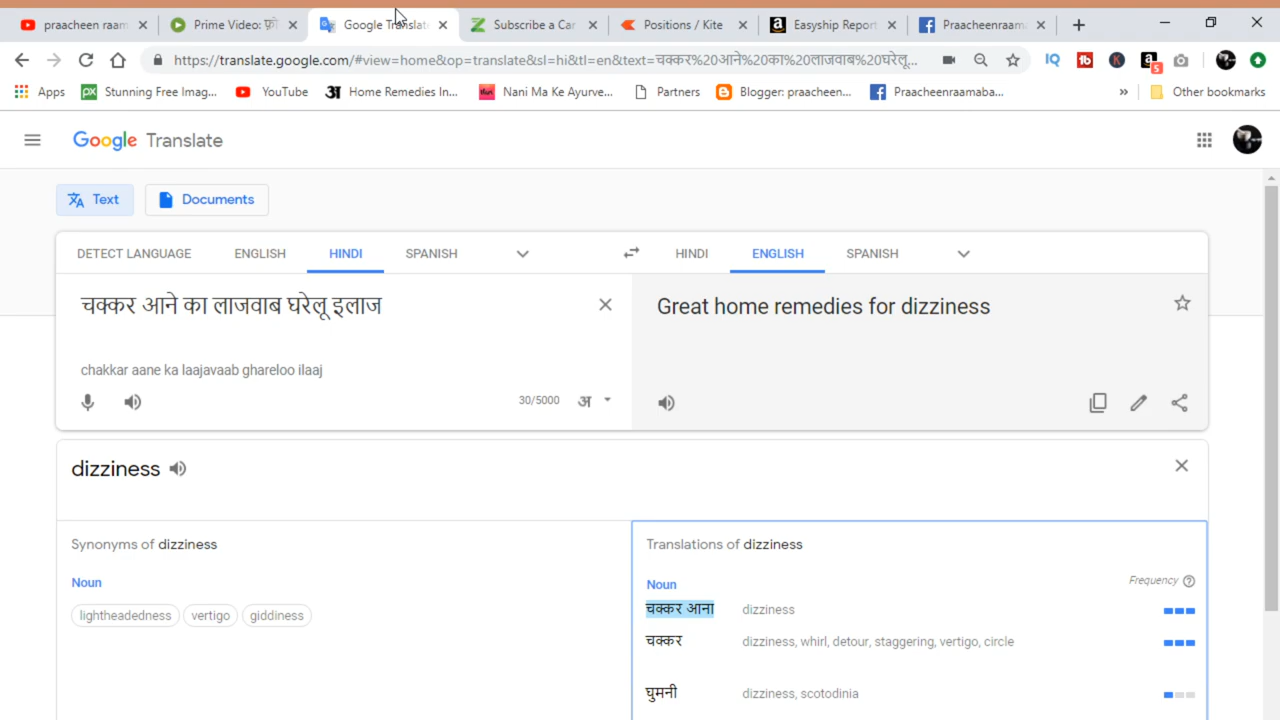 praacheen raam
Prime Video: फ़्री
Google Translate
Subscribe a Car
Positions / Kite
Easyship Report
Praacheenraam
https://translate.google.com/#view=home&op=translate&sl=hi&tl=en&text=चक्कर%20आने%20का%20लाजवाब%20घरेलू...
Apps
Stunning Free Imag...
YouTube
Home Remedies In...
Nani Ma Ke Ayurve...
Partners
Blogger: praacheen...
Praacheenraamaba...
»
Other bookmarks
Google Translate
Text
Documents
DETECT LANGUAGE
ENGLISH
HINDI
SPANISH
HINDI
ENGLISH
SPANISH
चक्कर आने का लाजवाब घरेलू इलाज
Great home remedies for dizziness
chakkar aane ka laajavaab ghareloo ilaaj
30/5000
अ
dizziness
Synonyms of dizziness
Noun
lightheadedness
vertigo
giddiness
Translations of dizziness
Noun
Frequency
चक्कर आना
dizziness
चक्कर
dizziness, whirl, detour, staggering, vertigo, circle
घुमनी
dizziness, scotodinia